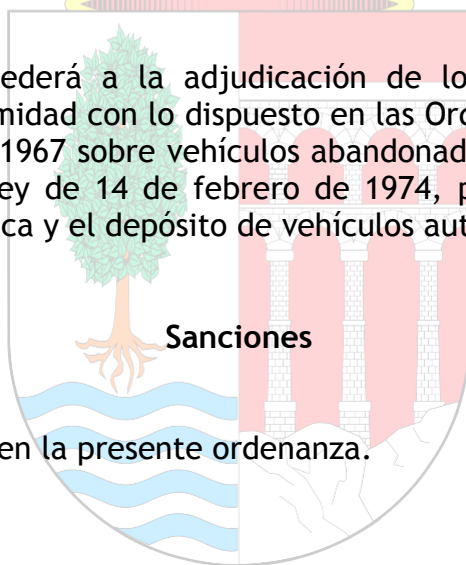 ederá a la adjudicación de lo
midad con lo dispuesto en las Ord
1967 sobre vehículos abandonad
ey de 14 de febrero de 1974, p
ca y el depósito de vehículos aut
Sanciones
en la presente ordenanza.